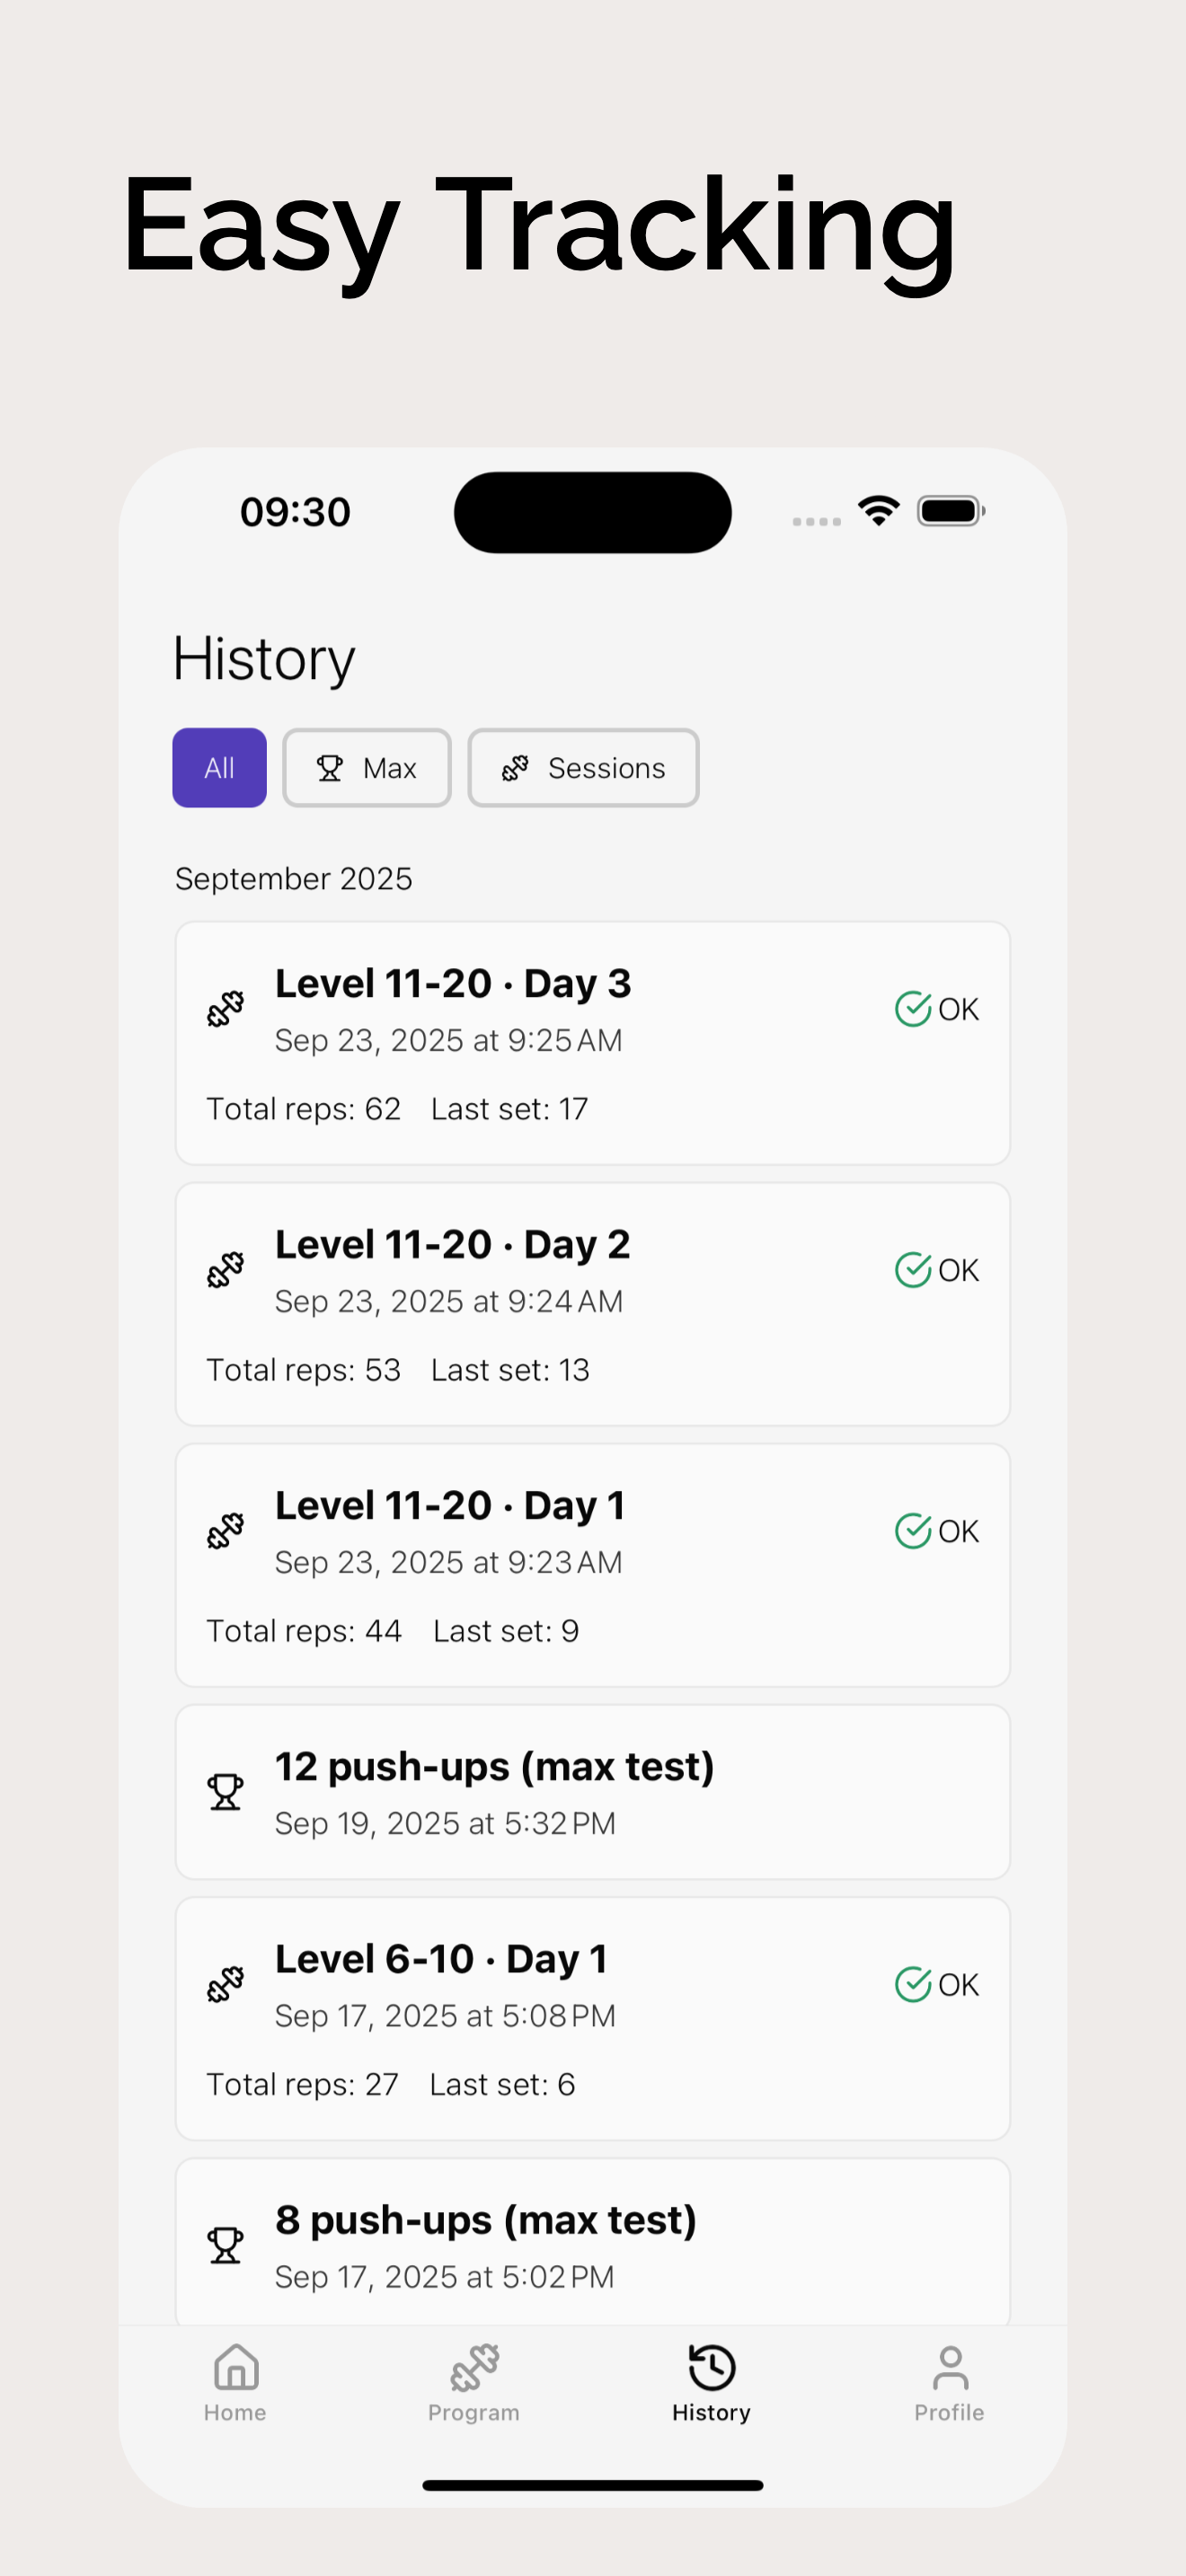 Easy Tracking
09:30
History
All Max Sessions
September 2025
Level 11-20 · Day 3
OK
Sep 23, 2025 at 9:25 AM
Total reps: 62 Last set: 17
Level 11-20 · Day 2
OK
Sep 23, 2025 at 9:24 AM
Total reps: 53 Last set: 13
Level 11-20 · Day 1
OK
Sep 23, 2025 at 9:23 AM
Total reps: 44 Last set: 9
12 push-ups (max test)
Sep 19, 2025 at 5:32 PM
Level 6-10 · Day 1
OK
Sep 17, 2025 at 5:08 PM
Total reps: 27 Last set: 6
8 push-ups (max test)
Sep 17, 2025 at 5:02 PM
Home Program History Profile